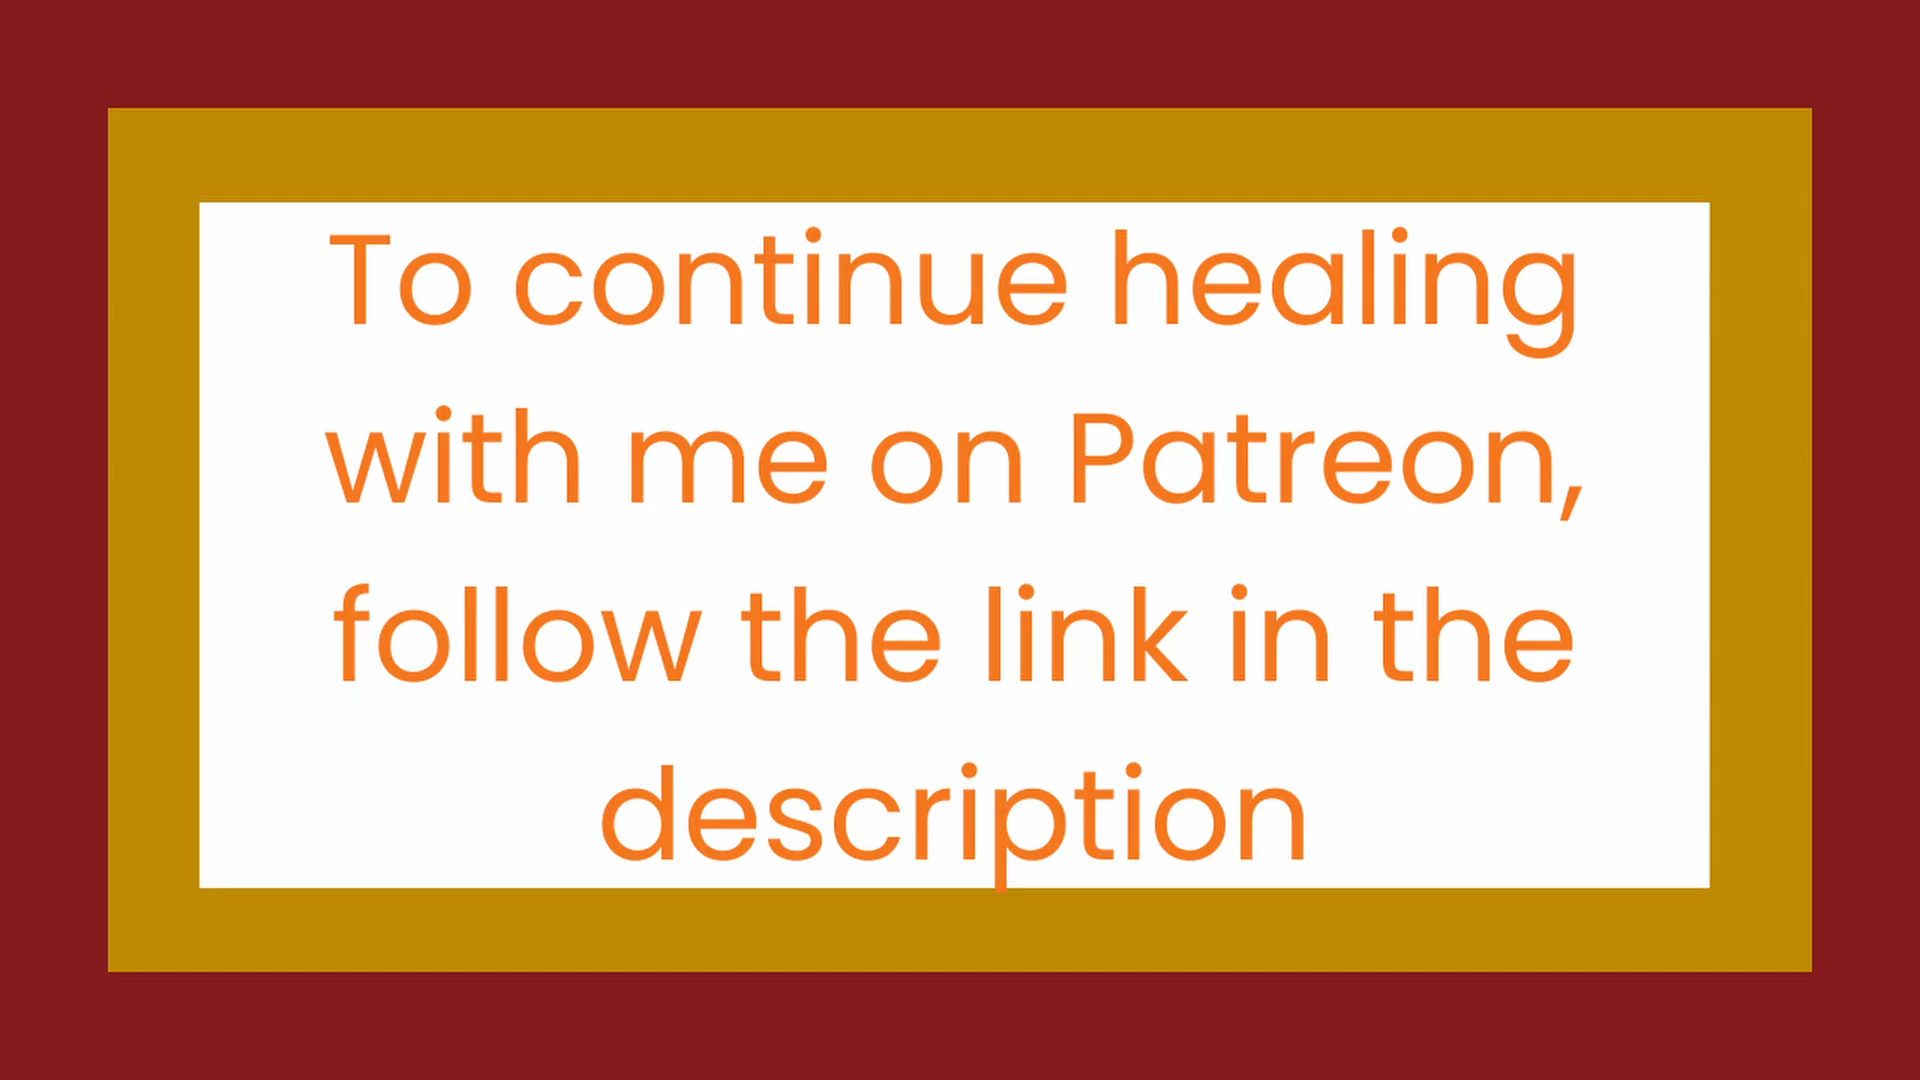 To continue healing
with me on Patreon,
follow the link in the
description